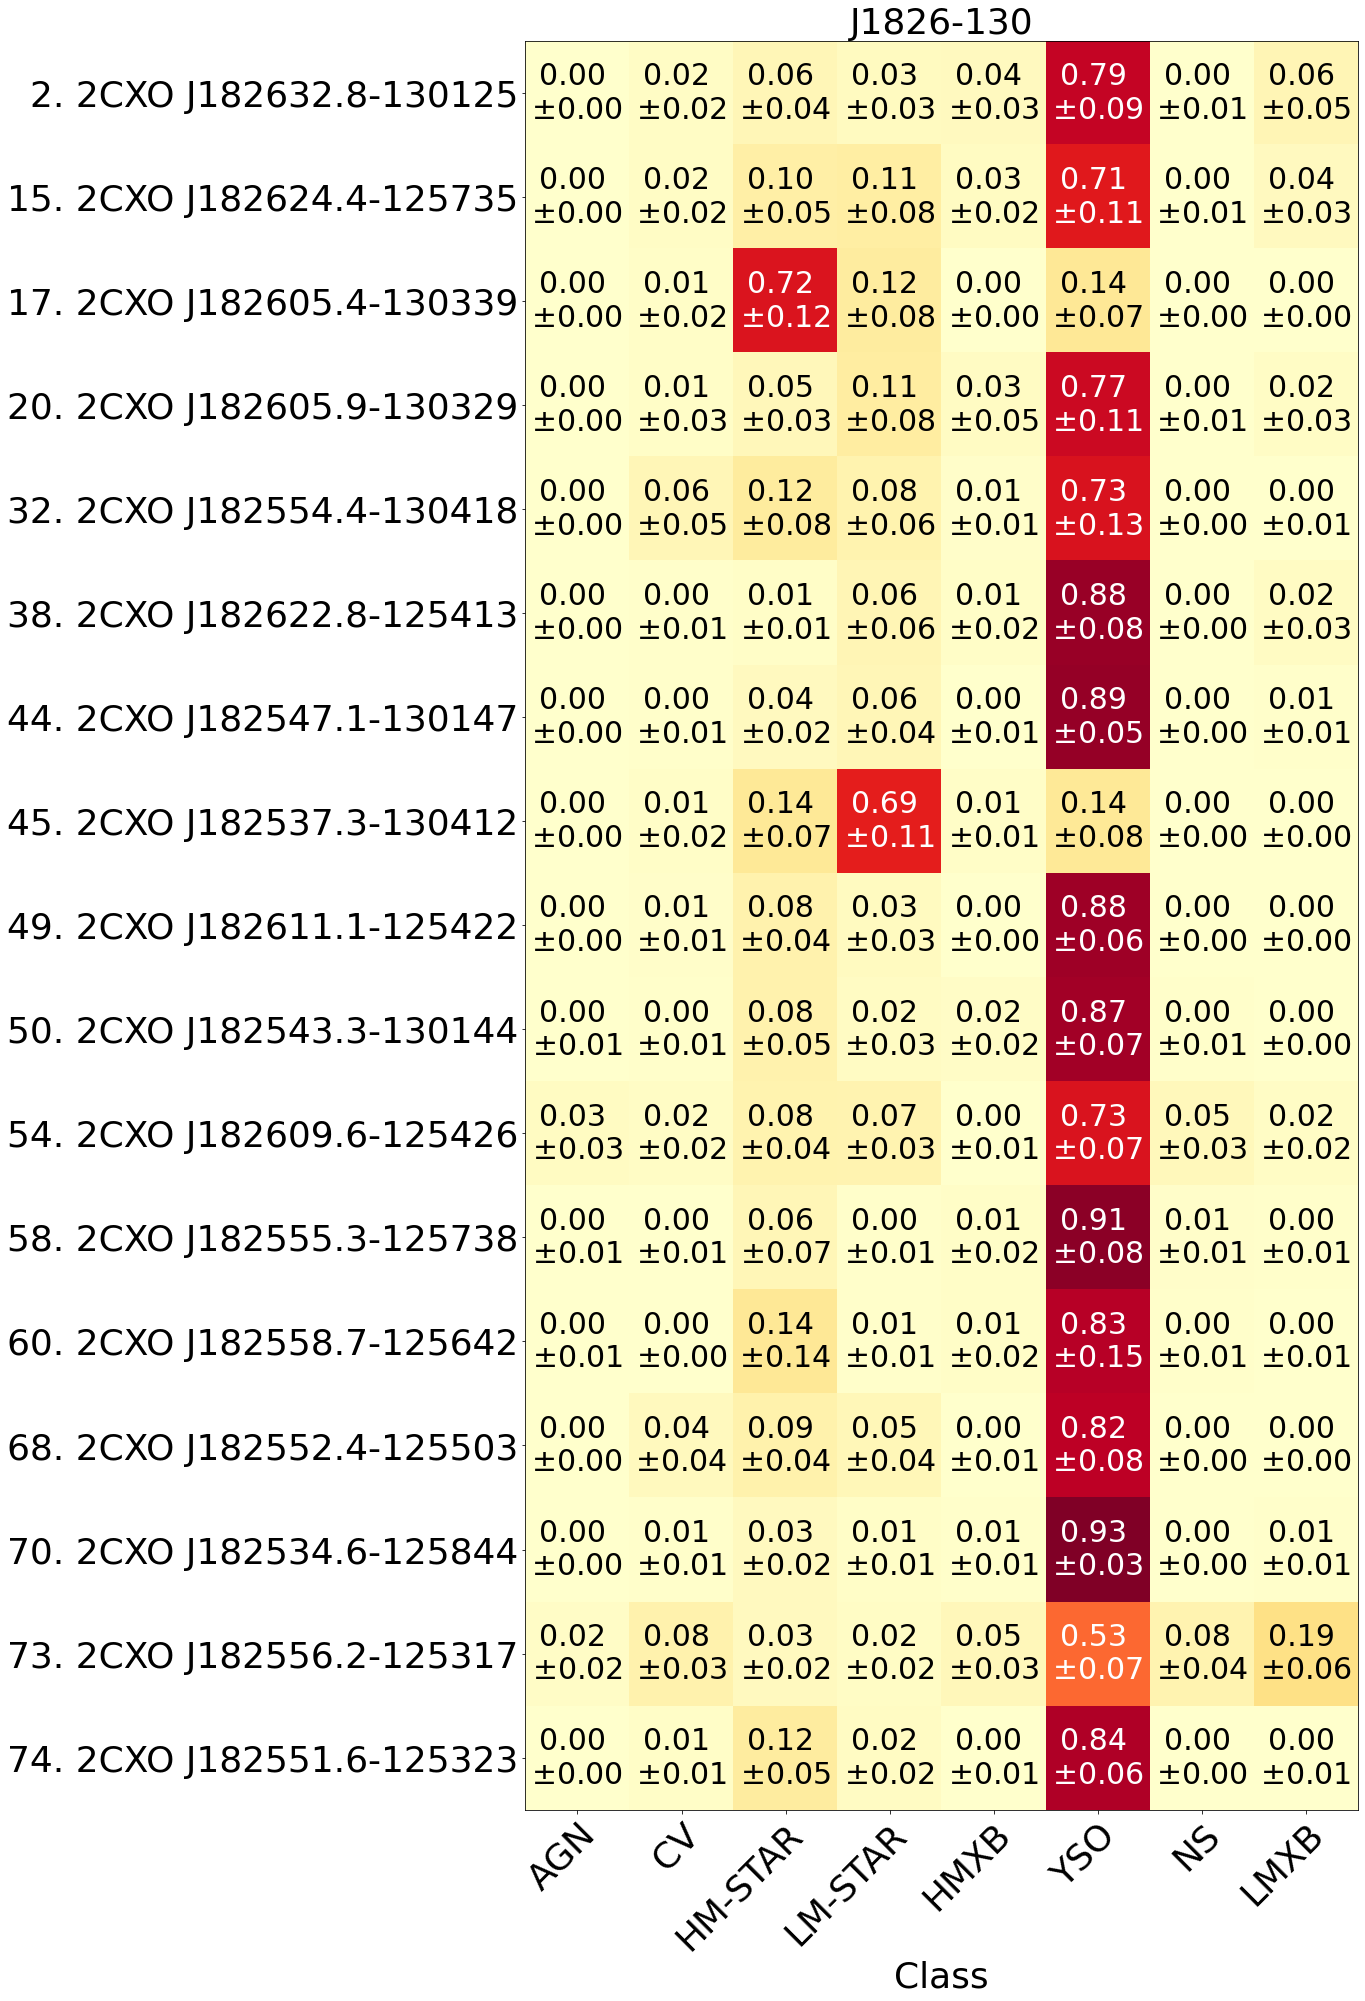 J1826-130
2. 2CXO J182632.8-130125 0.00 0.02 0.06 0.03 0.04 0.79 0.00 0.06
±0.00 ±0.02 ±0.04 ±0.03 ±0.03 ±0.09 ±0.01 ±0.05
15. 2CXO J182624.4-125735 0.00 0.02 0.10 0.11 0.03 0.71 0.00 0.04
±0.00 ±0.02 ±0.05 ±0.08 ±0.02 ±0.11 ±0.01 ±0.03
17. 2CXO J182605.4-130339 0.00 0.01 0.72 0.12 0.00 0.14 0.00 0.00
±0.00 ±0.02 ±0.12 ±0.08 ±0.00 ±0.07 ±0.00 ±0.00
20. 2CXO J182605.9-130329 0.00 0.01 0.05 0.11 0.03 0.77 0.00 0.02
±0.00 ±0.03 ±0.03 ±0.08 ±0.05 ±0.11 ±0.01 ±0.03
32. 2CXO J182554.4-130418 0.00 0.06 0.12 0.08 0.01 0.73 0.00 0.00
±0.00 ±0.05 ±0.08 ±0.06 ±0.01 ±0.13 ±0.00 ±0.01
38. 2CXO J182622.8-125413 0.00 0.00 0.01 0.06 0.01 0.88 0.00 0.02
±0.00 ±0.01 ±0.01 ±0.06 ±0.02 ±0.08 ±0.00 ±0.03
44. 2CXO J182547.1-130147 0.00 0.00 0.04 0.06 0.00 0.89 0.00 0.01
±0.00 ±0.01 ±0.02 ±0.04 ±0.01 ±0.05 ±0.00 ±0.01
45. 2CXO J182537.3-130412 0.00 0.01 0.14 0.69 0.01 0.14 0.00 0.00
±0.00 ±0.02 ±0.07 ±0.11 ±0.01 ±0.08 ±0.00 ±0.00
49. 2CXO J182611.1-125422 0.00 0.01 0.08 0.03 0.00 0.88 0.00 0.00
±0.00 ±0.01 ±0.04 ±0.03 ±0.00 ±0.06 ±0.00 ±0.00
50. 2CXO J182543.3-130144 0.00 0.00 0.08 0.02 0.02 0.87 0.00 0.00
±0.01 ±0.01 ±0.05 ±0.03 ±0.02 ±0.07 ±0.01 ±0.00
54. 2CXO J182609.6-125426 0.03 0.02 0.08 0.07 0.00 0.73 0.05 0.02
±0.03 ±0.02 ±0.04 ±0.03 ±0.01 ±0.07 ±0.03 ±0.02
58. 2CXO J182555.3-125738 0.00 0.00 0.06 0.00 0.01 0.91 0.01 0.00
±0.01 ±0.01 ±0.07 ±0.01 ±0.02 ±0.08 ±0.01 ±0.01
60. 2CXO J182558.7-125642 0.00 0.00 0.14 0.01 0.01 0.83 0.00 0.00
±0.01 ±0.00 ±0.14 ±0.01 ±0.02 ±0.15 ±0.01 ±0.01
68. 2CXO J182552.4-125503 0.00 0.04 0.09 0.05 0.00 0.82 0.00 0.00
±0.00 ±0.04 ±0.04 ±0.04 ±0.01 ±0.08 ±0.00 ±0.00
70. 2CXO J182534.6-125844 0.00 0.01 0.03 0.01 0.01 0.93 0.00 0.01
±0.00 ±0.01 ±0.02 ±0.01 ±0.01 ±0.03 ±0.00 ±0.01
73. 2CXO J182556.2-125317 0.02 0.08 0.03 0.02 0.05 0.53 0.08 0.19
±0.02 ±0.03 ±0.02 ±0.02 ±0.03 ±0.07 ±0.04 ±0.06
74. 2CXO J182551.6-125323 0.00 0.01 0.12 0.02 0.00 0.84 0.00 0.00
±0.00 ±0.01 ±0.05 ±0.02 ±0.01 ±0.06 ±0.00 ±0.01
AGN CV HM-STAR LM-STAR HMXB YSO NS LMXB
Class